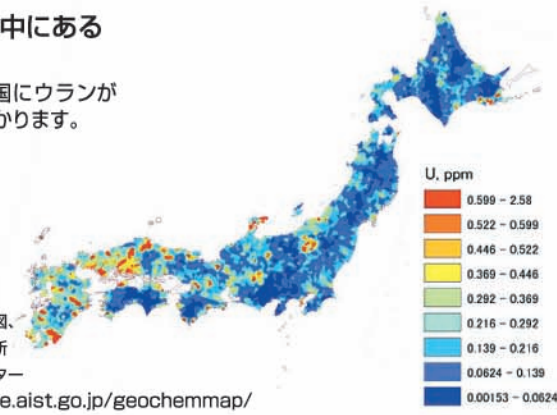 中にある
国にウランが
かります。
U, ppm
0.599 – 2.58
0.522 – 0.599
0.446 – 0.522
0.369 – 0.446
0.292 – 0.369
0.216 – 0.292
0.139 – 0.216
0.0624 – 0.139
0.00153 – 0.0624
図、
所
ター
e.aist.go.jp/geochemmap/